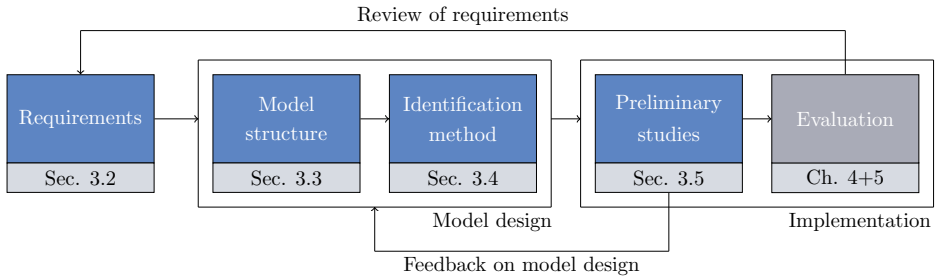 Review of requirements
Requirements
Sec. 3.2
Model
structure
Sec. 3.3
Identification
method
Sec. 3.4
Model design
Preliminary
studies
Sec. 3.5
Evaluation
Ch. 4+5
Implementation
Feedback on model design